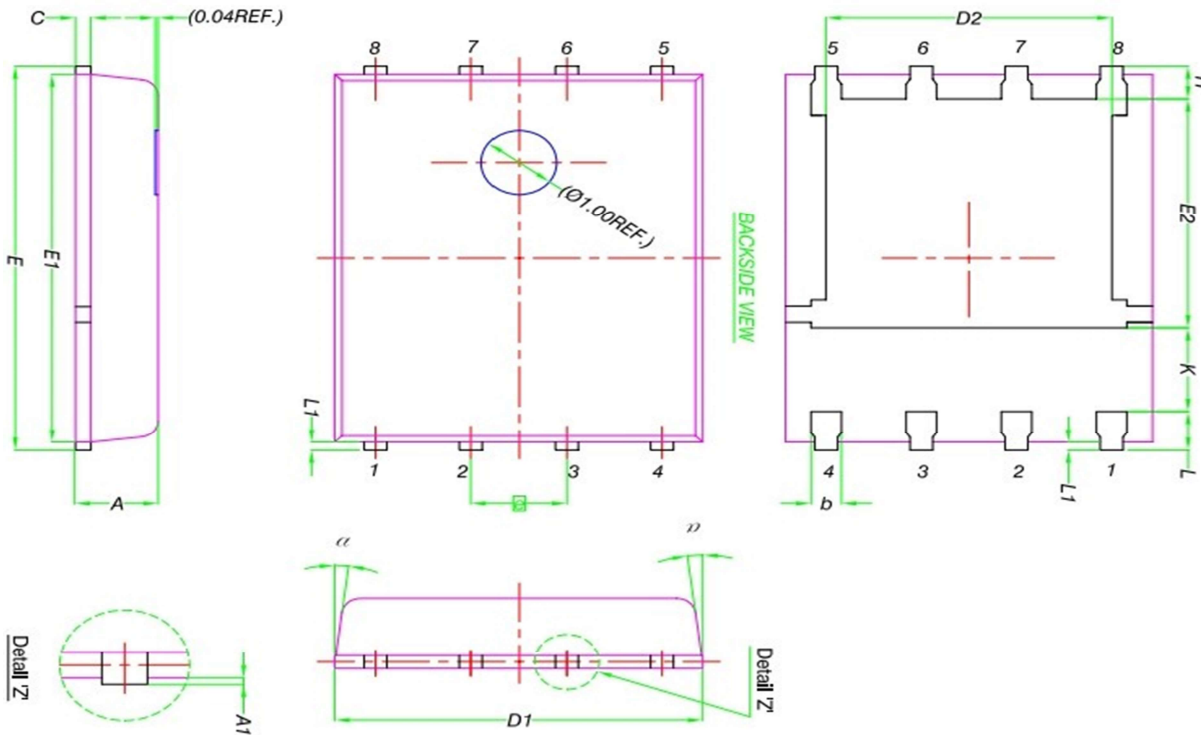 C
(0.04REF.)
E
E1
A
8
7
6
5
(Ø1.00REF.)
L1
1
2
3
4
e
BACKSIDE VIEW
D2
5
6
7
8
E2
K
L
4
3
2
1
L1
b
α
α
D1
Detail 'Z'
Detail 'Z'
A1